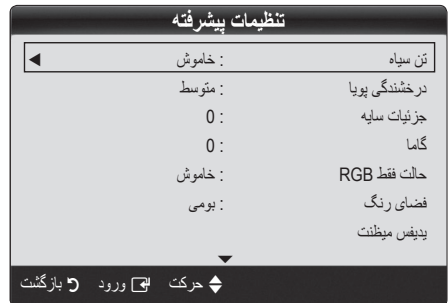 تنظیمات پیشرفته
تن سیاه : خاموش
درخشندگی پویا : متوسط
جزئیات سایه : 0
گاما : 0
حالت فقط RGB : خاموش
فضای رنگ : بومی
یدیفس میظنت
حرکت ورود بازگشت